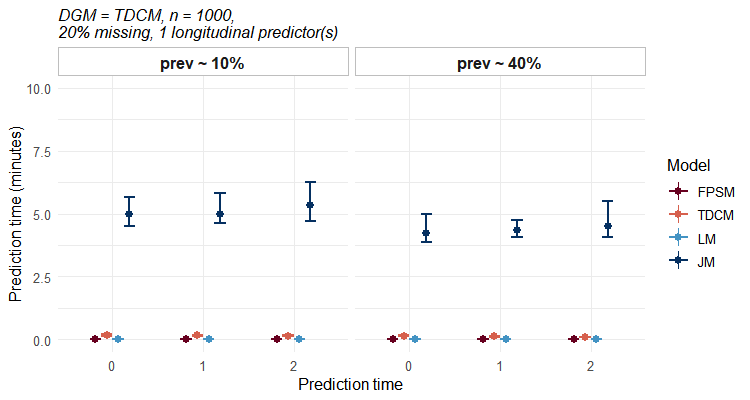 DGM = TDCM, n = 1000,
20% missing, 1 longitudinal predictor(s)
prev ~ 10%
prev ~ 40%
10.0
7.5
5.0
2.5
0.0
Prediction time (minutes)
0 1 2
0 1 2
Prediction time
Model
FPSM
TDCM
LM
JM